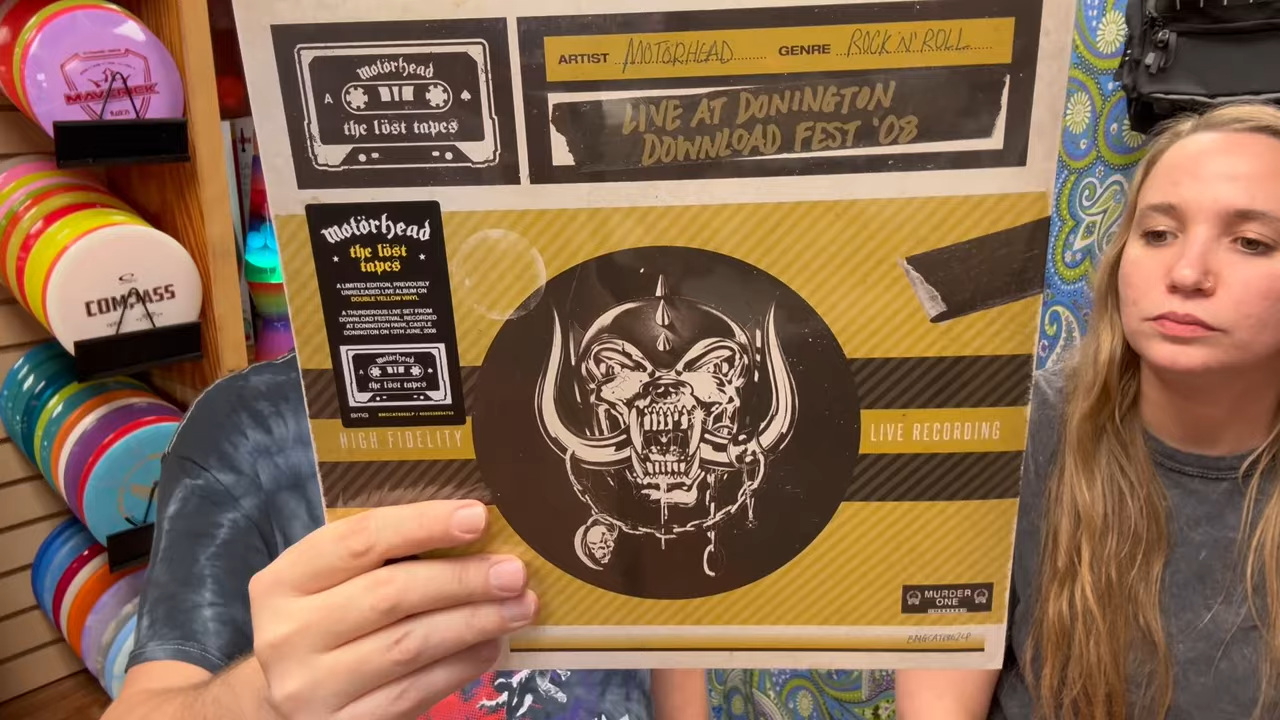 MAVERICK
COMPASS
motörhead
A
the löst tapes
ARTIST MOTÖRHEAD GENRE ROCK 'N' ROLL
LIVE AT DONINGTON
DOWNLOAD FEST '08
motörhead
the löst
tapes
A LIMITED EDITION, PREVIOUSLY
UNRELEASED LIVE ALBUM ON
DOUBLE YELLOW VINYL
A THUNDEROUS LIVE SET FROM
DOWNLOAD FESTIVAL, RECORDED
AT DONINGTON PARK, CASTLE
DONINGTON ON 13TH JUNE, 2008
motörhead
the löst tapes
BMG
HIGH FIDELITY
LIVE RECORDING
MURDER
ONE